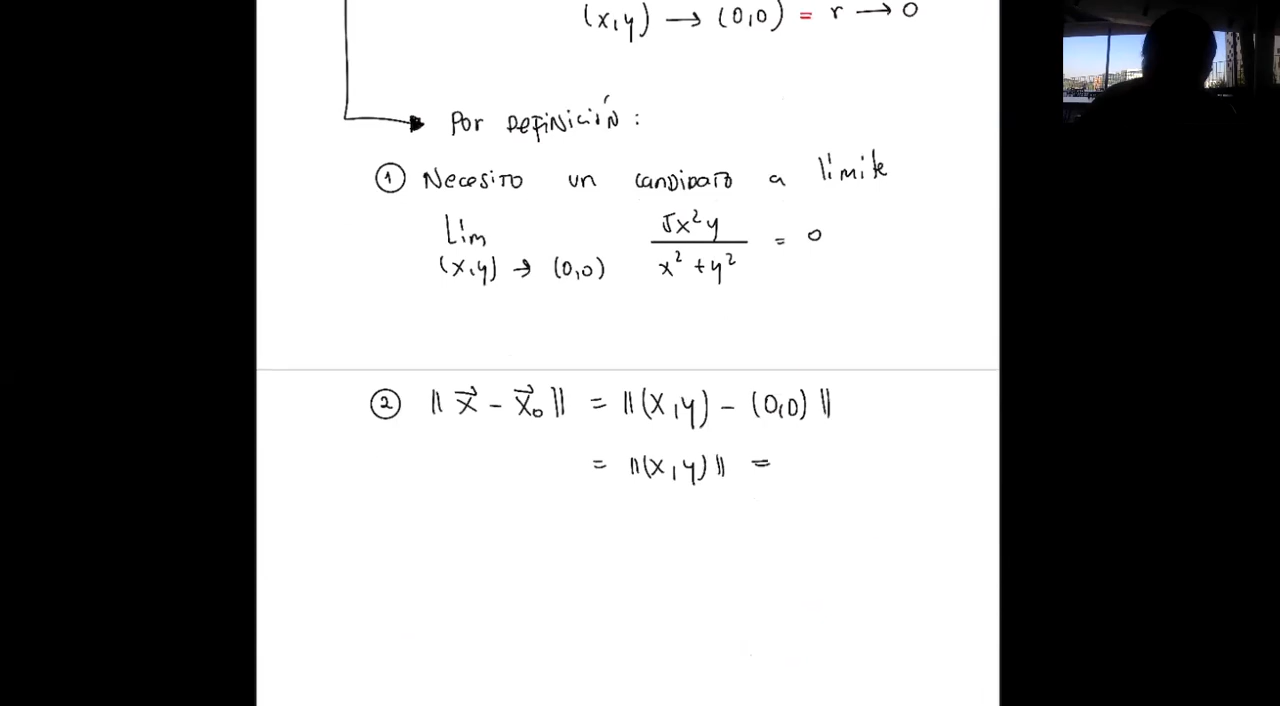 (x,y) → (0,0) = r → 0
Por Definición:
① Necesito un candidato a límite
Lim 5x²y = 0
(x,y) → (0,0) x² + y²
② ‖ x⃗ - x⃗₀ ‖ = ‖(x,y) - (0,0)‖
= ‖(x,y)‖ =